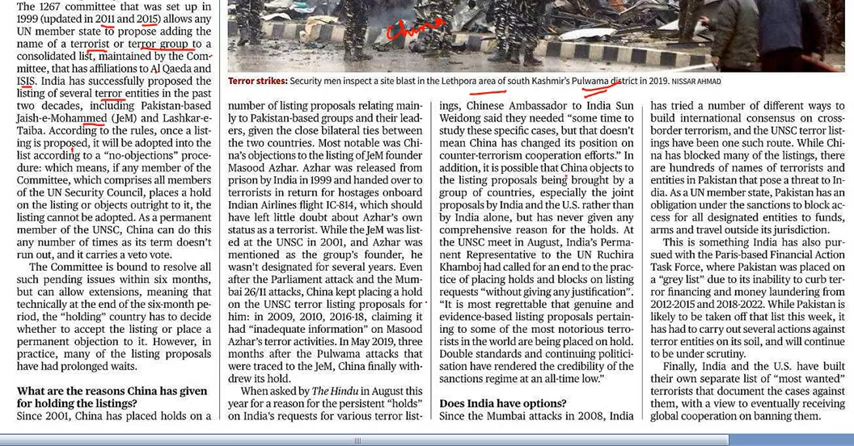 The 1267 committee that was set up in
1999 (updated in 2011 and 2015) allows any
UN member state to propose adding the
name of a terrorist or terror group to a
consolidated list, maintained by the Com-
mittee, that has affiliations to Al Qaeda and
ISIS. India has successfully proposed the
listing of several terror entities in the past
two decades, including Pakistan-based
Jaish-e-Mohammed (JeM) and Lashkar-e-
Taiba. According to the rules, once a list-
ing is proposed, it will be adopted into the
list according to a “no-objections” proce-
dure: which means, if any member of the
Committee, which comprises all members
of the UN Security Council, places a hold
on the listing or objects outright to it, the
listing cannot be adopted. As a permanent
member of the UNSC, China can do this
any number of times as its term doesn't
run out, and it carries a veto vote.
The Committee is bound to resolve all
such pending issues within six months,
but can allow extensions, meaning that
technically at the end of the six-month pe-
riod, the “holding” country has to decide
whether to accept the listing or place a
permanent objection to it. However, in
practice, many of the listing proposals
have had prolonged waits.
What are the reasons China has given
for holding the listings?
Since 2001, China has placed holds on a
China
Terror strikes: Security men inspect a site blast in the Lethpora area of south Kashmir's Pulwama district in 2019. NISSAR AHMAD
number of listing proposals relating main-
ly to Pakistan-based groups and their lead-
ers, given the close bilateral ties between
the two countries. Most notable was Chi-
na's objections to the listing of JeM founder
Masood Azhar. Azhar was released from
prison by India in 1999 and handed over to
terrorists in return for hostages onboard
Indian Airlines flight IC-814, which should
have left little doubt about Azhar's own
status as a terrorist. While the JeM was list-
ed at the UNSC in 2001, and Azhar was
mentioned as the group's founder, he
wasn't designated for several years. Even
after the Parliament attack and the Mum-
bai 26/11 attacks, China kept placing a hold
on the UNSC terror listing proposals for
him: in 2009, 2010, 2016-18, claiming it
had “inadequate information” on Masood
Azhar's terror activities. In May 2019, three
months after the Pulwama attacks that
were traced to the JeM, China finally with-
drew its hold.
When asked by The Hindu in August this
year for a reason for the persistent “holds”
on India's requests for various terror list-
ings, Chinese Ambassador to India Sun
Weidong said they needed “some time to
study these specific cases, but that doesn't
mean China has changed its position on
counter-terrorism cooperation efforts.” In
addition, it is possible that China objects to
the listing proposals being brought by a
group of countries, especially the joint
proposals by India and the U.S. rather than
by India alone, but has never given any
comprehensive reason for the holds. At
the UNSC meet in August, India's Perma-
nent Representative to the UN Ruchira
Khamboj had called for an end to the prac-
tice of placing holds and blocks on listing
requests “without giving any justification”.
“It is most regrettable that genuine and
evidence-based listing proposals pertain-
ing to some of the most notorious terro-
rists in the world are being placed on hold.
Double standards and continuing politici-
sation have rendered the credibility of the
sanctions regime at an all-time low.”
Does India have options?
Since the Mumbai attacks in 2008, India
has tried a number of different ways to
build international consensus on cross-
border terrorism, and the UNSC terror list-
ings have been one such route. While Chi-
na has blocked many of the listings, there
are hundreds of names of terrorists and
entities in Pakistan that pose a threat to In-
dia. As a UN member state, Pakistan has an
obligation under the sanctions to block ac-
cess for all designated entities to funds,
arms and travel outside its jurisdiction.
This is something India has also pur-
sued with the Paris-based Financial Action
Task Force, where Pakistan was placed on
a “grey list” due to its inability to curb ter-
ror financing and money laundering from
2012-2015 and 2018-2022. While Pakistan is
likely to be taken off that list this week, it
has had to carry out several actions against
terror entities on its soil, and will continue
to be under scrutiny.
Finally, India and the U.S. have built
their own separate list of “most wanted”
terrorists that document the cases against
them, with a view to eventually receiving
global cooperation on banning them.